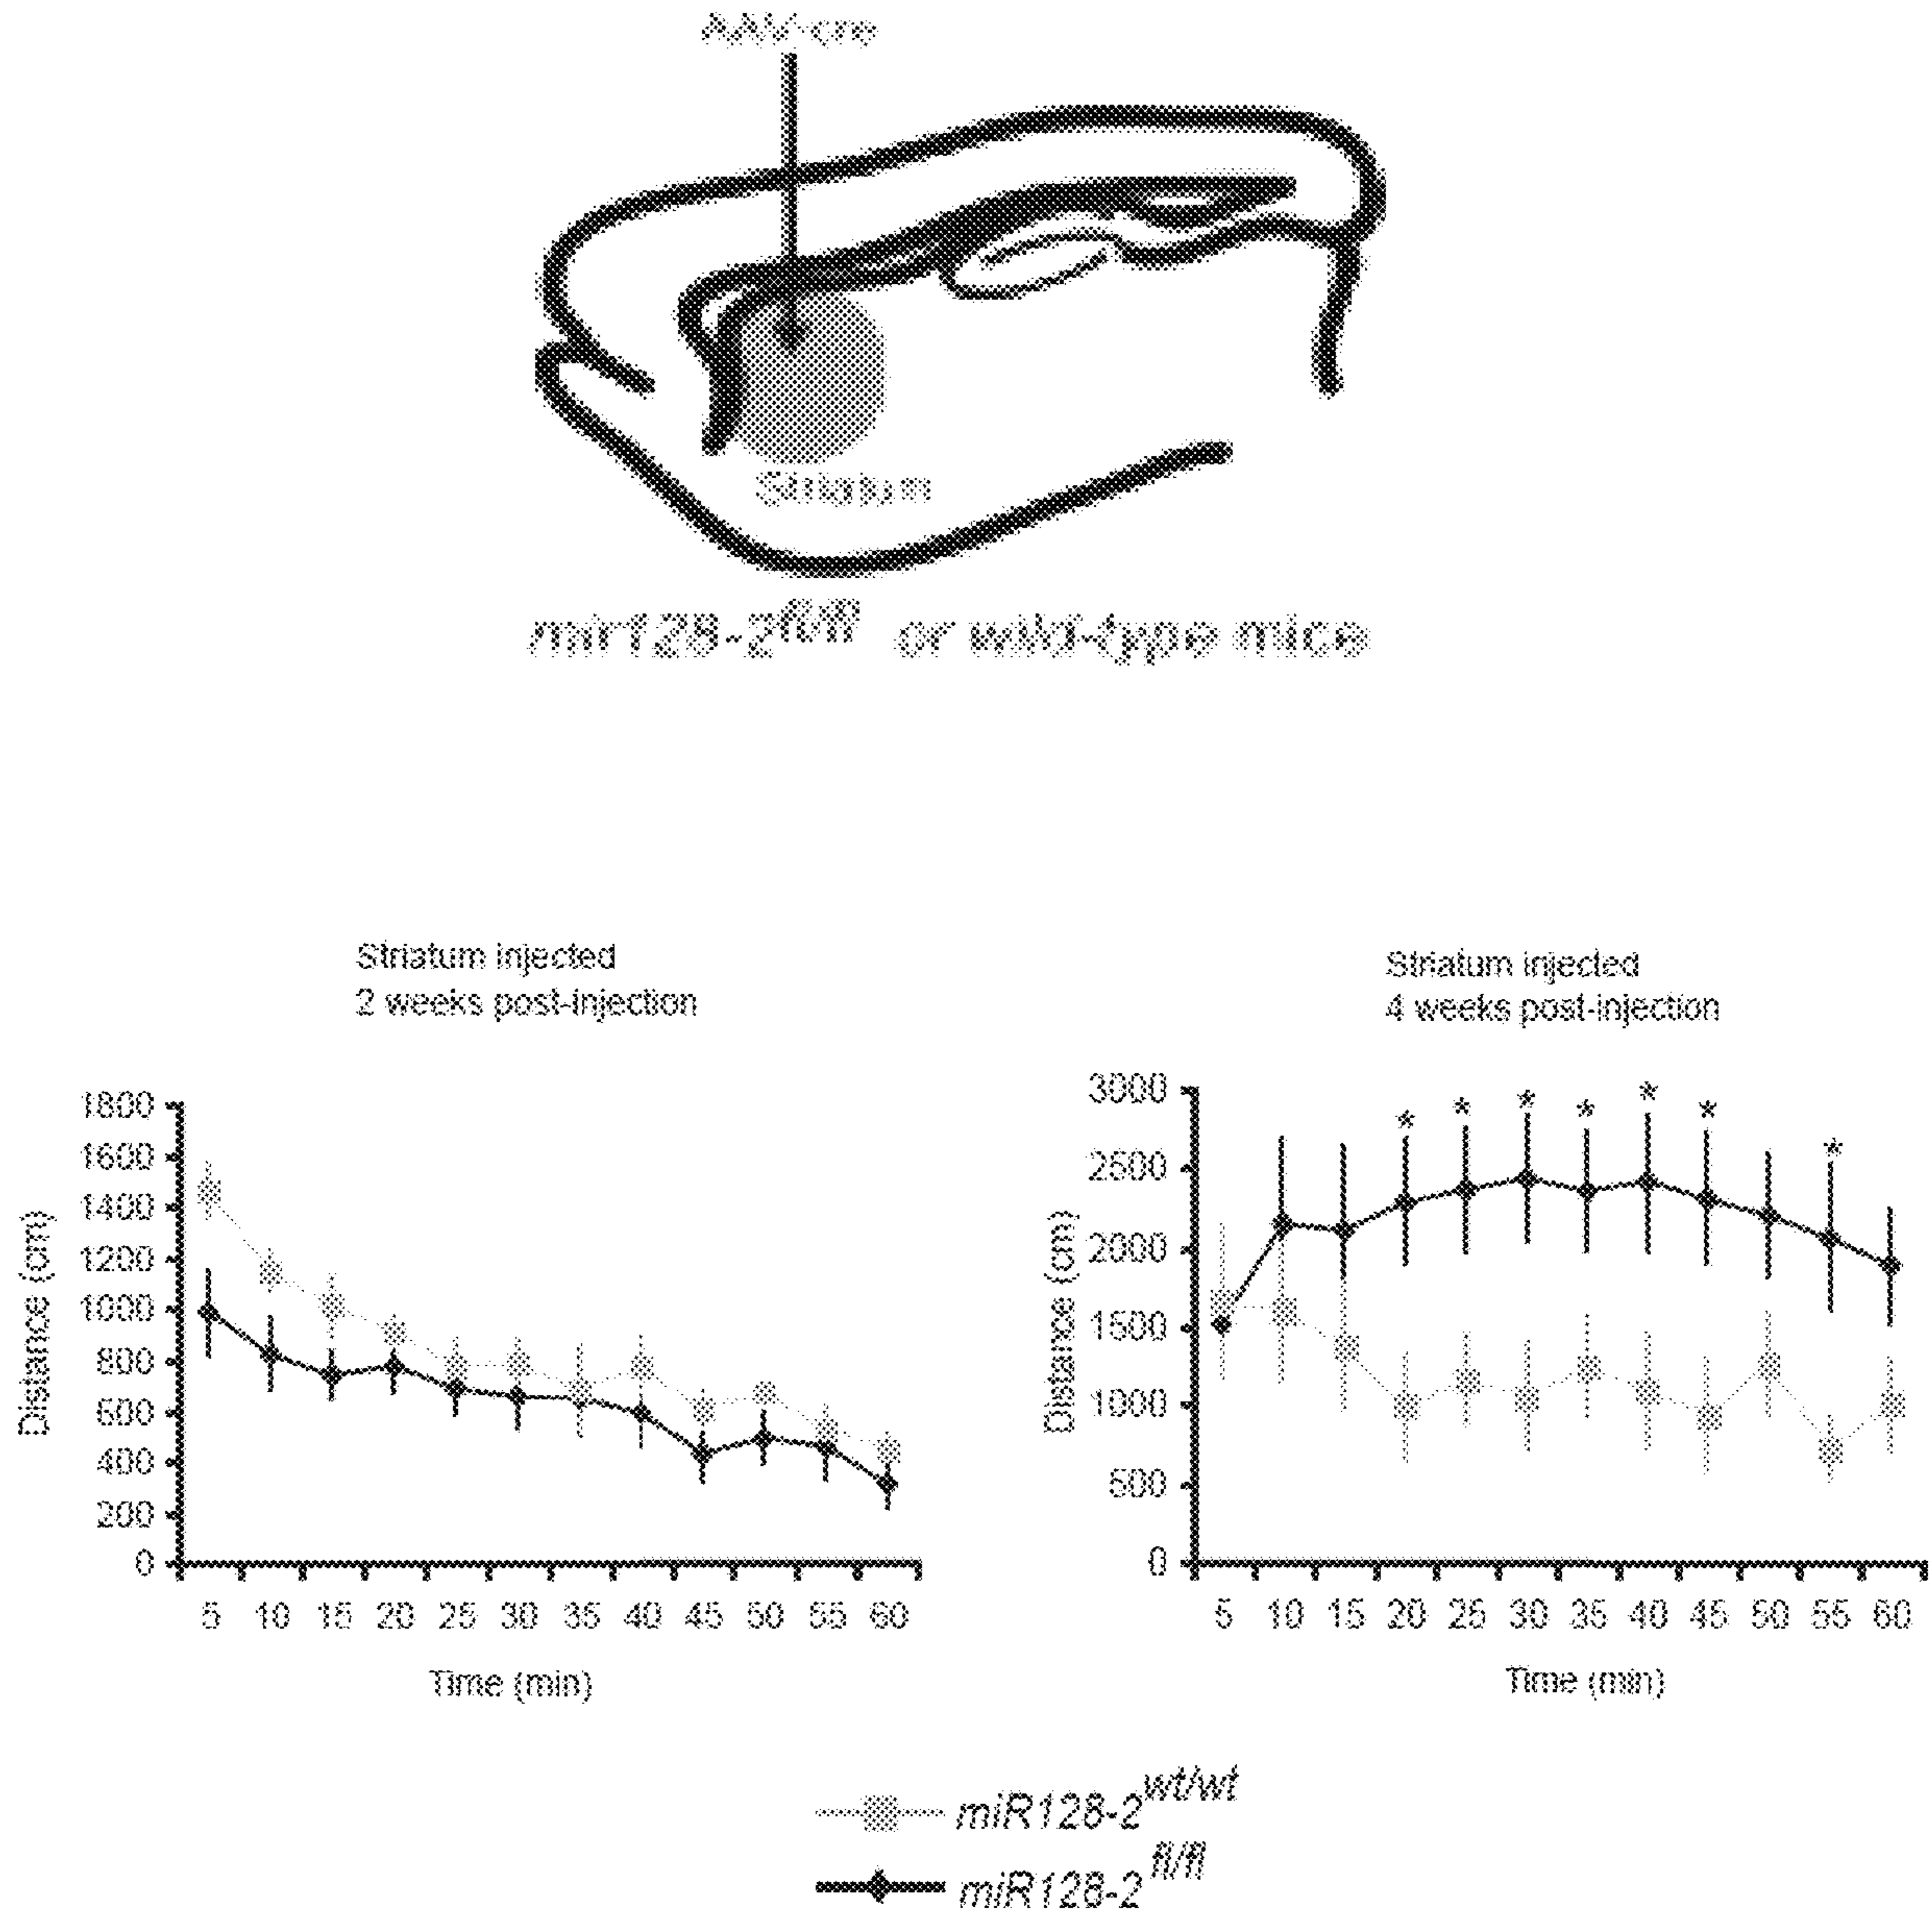 AAV-cre
Striatum
mir128-2fl/fl or wild-type mice
Striatum injected
2 weeks post-injection
1800
1600
1400
1200
1000
800
600
400
200
0
Distance (cm)
5 10 15 20 25 30 35 40 45 50 55 60
Time (min)
Striatum injected
4 weeks post-injection
3000
2500
2000
1500
1000
500
0
Distance (cm)
* * * * * * *
5 10 15 20 25 30 35 40 45 50 55 60
Time (min)
miR128-2wt/wt
miR128-2fl/fl